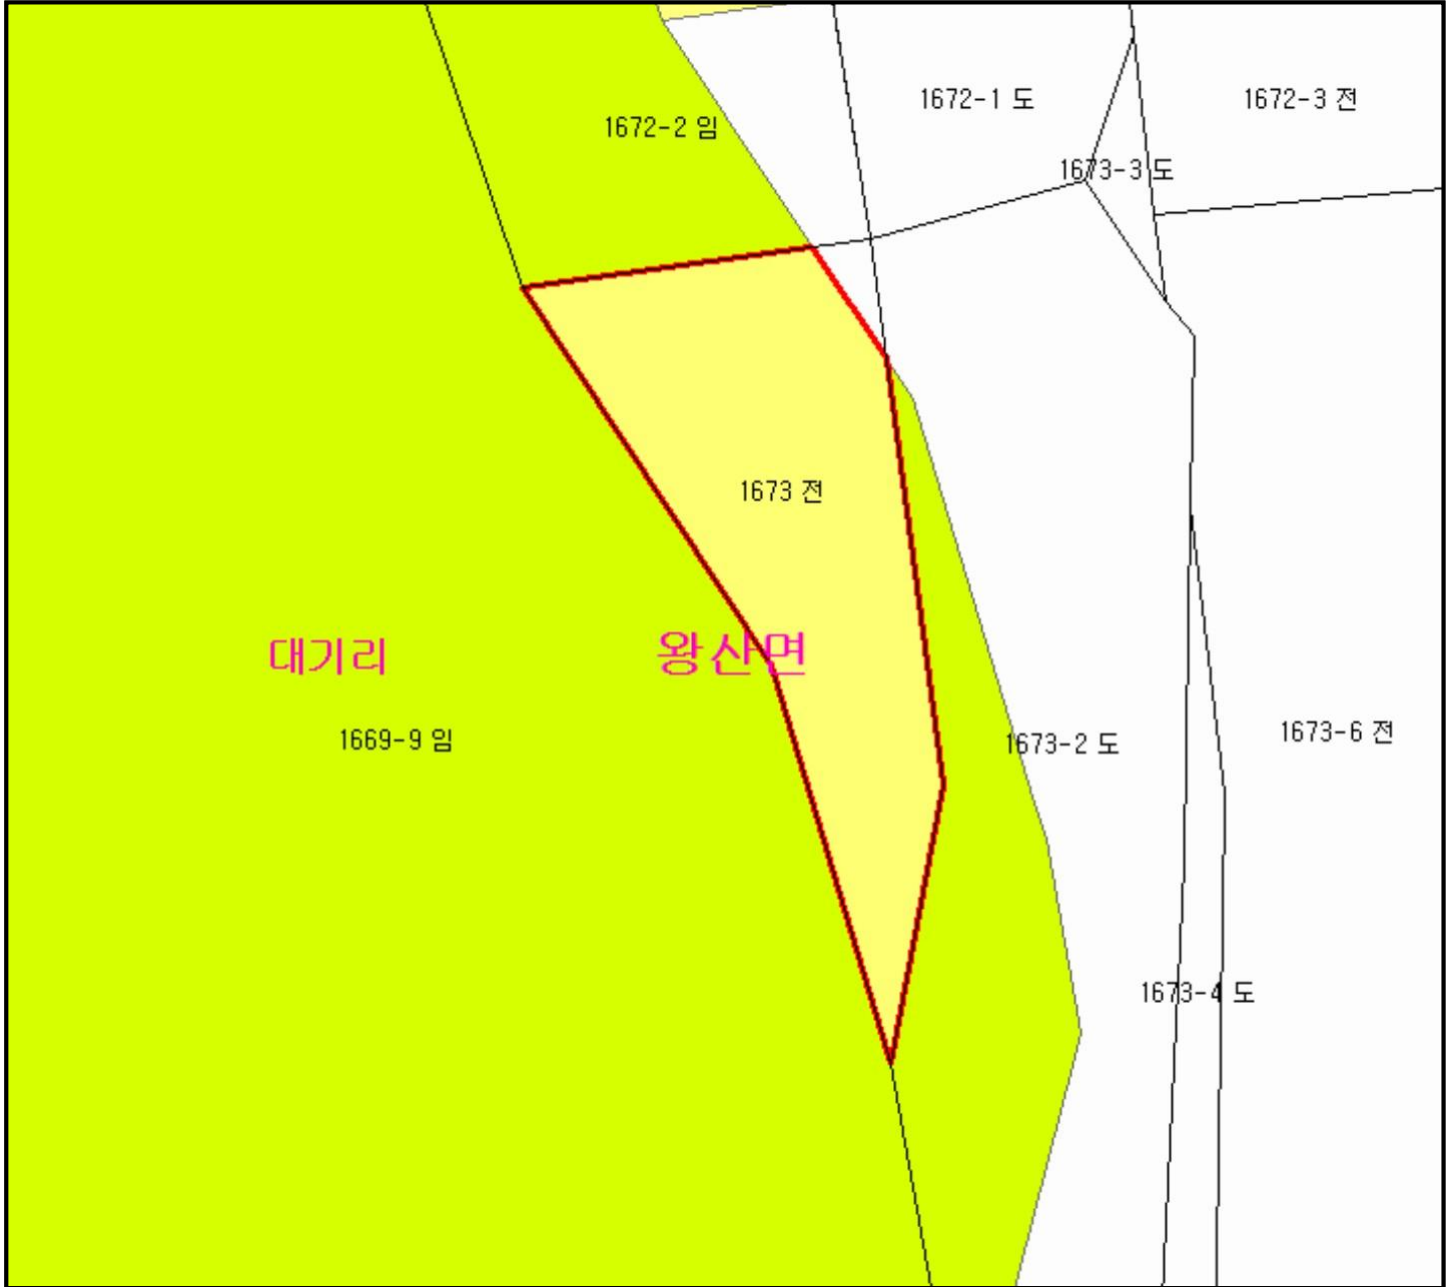 1672-1 도
1672-3 전
1672-2 임
1673-3 도
1673 전
대기리
왕산면
1669-9 임
1673-2 도
1673-6 전
1673-4 도